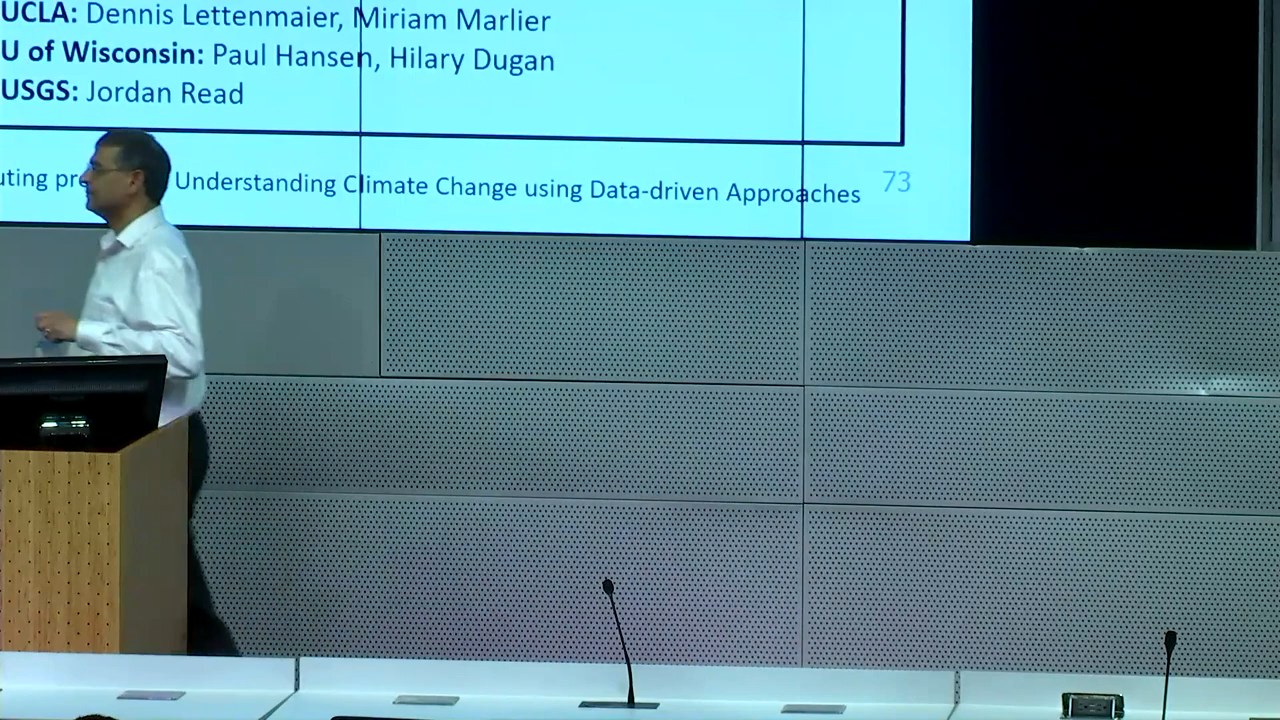 UCLA: Dennis Lettenmaier, Miriam Marlier
U of Wisconsin: Paul Hansen, Hilary Dugan
USGS: Jordan Read
Understanding Climate Change using Data-driven Approaches 73